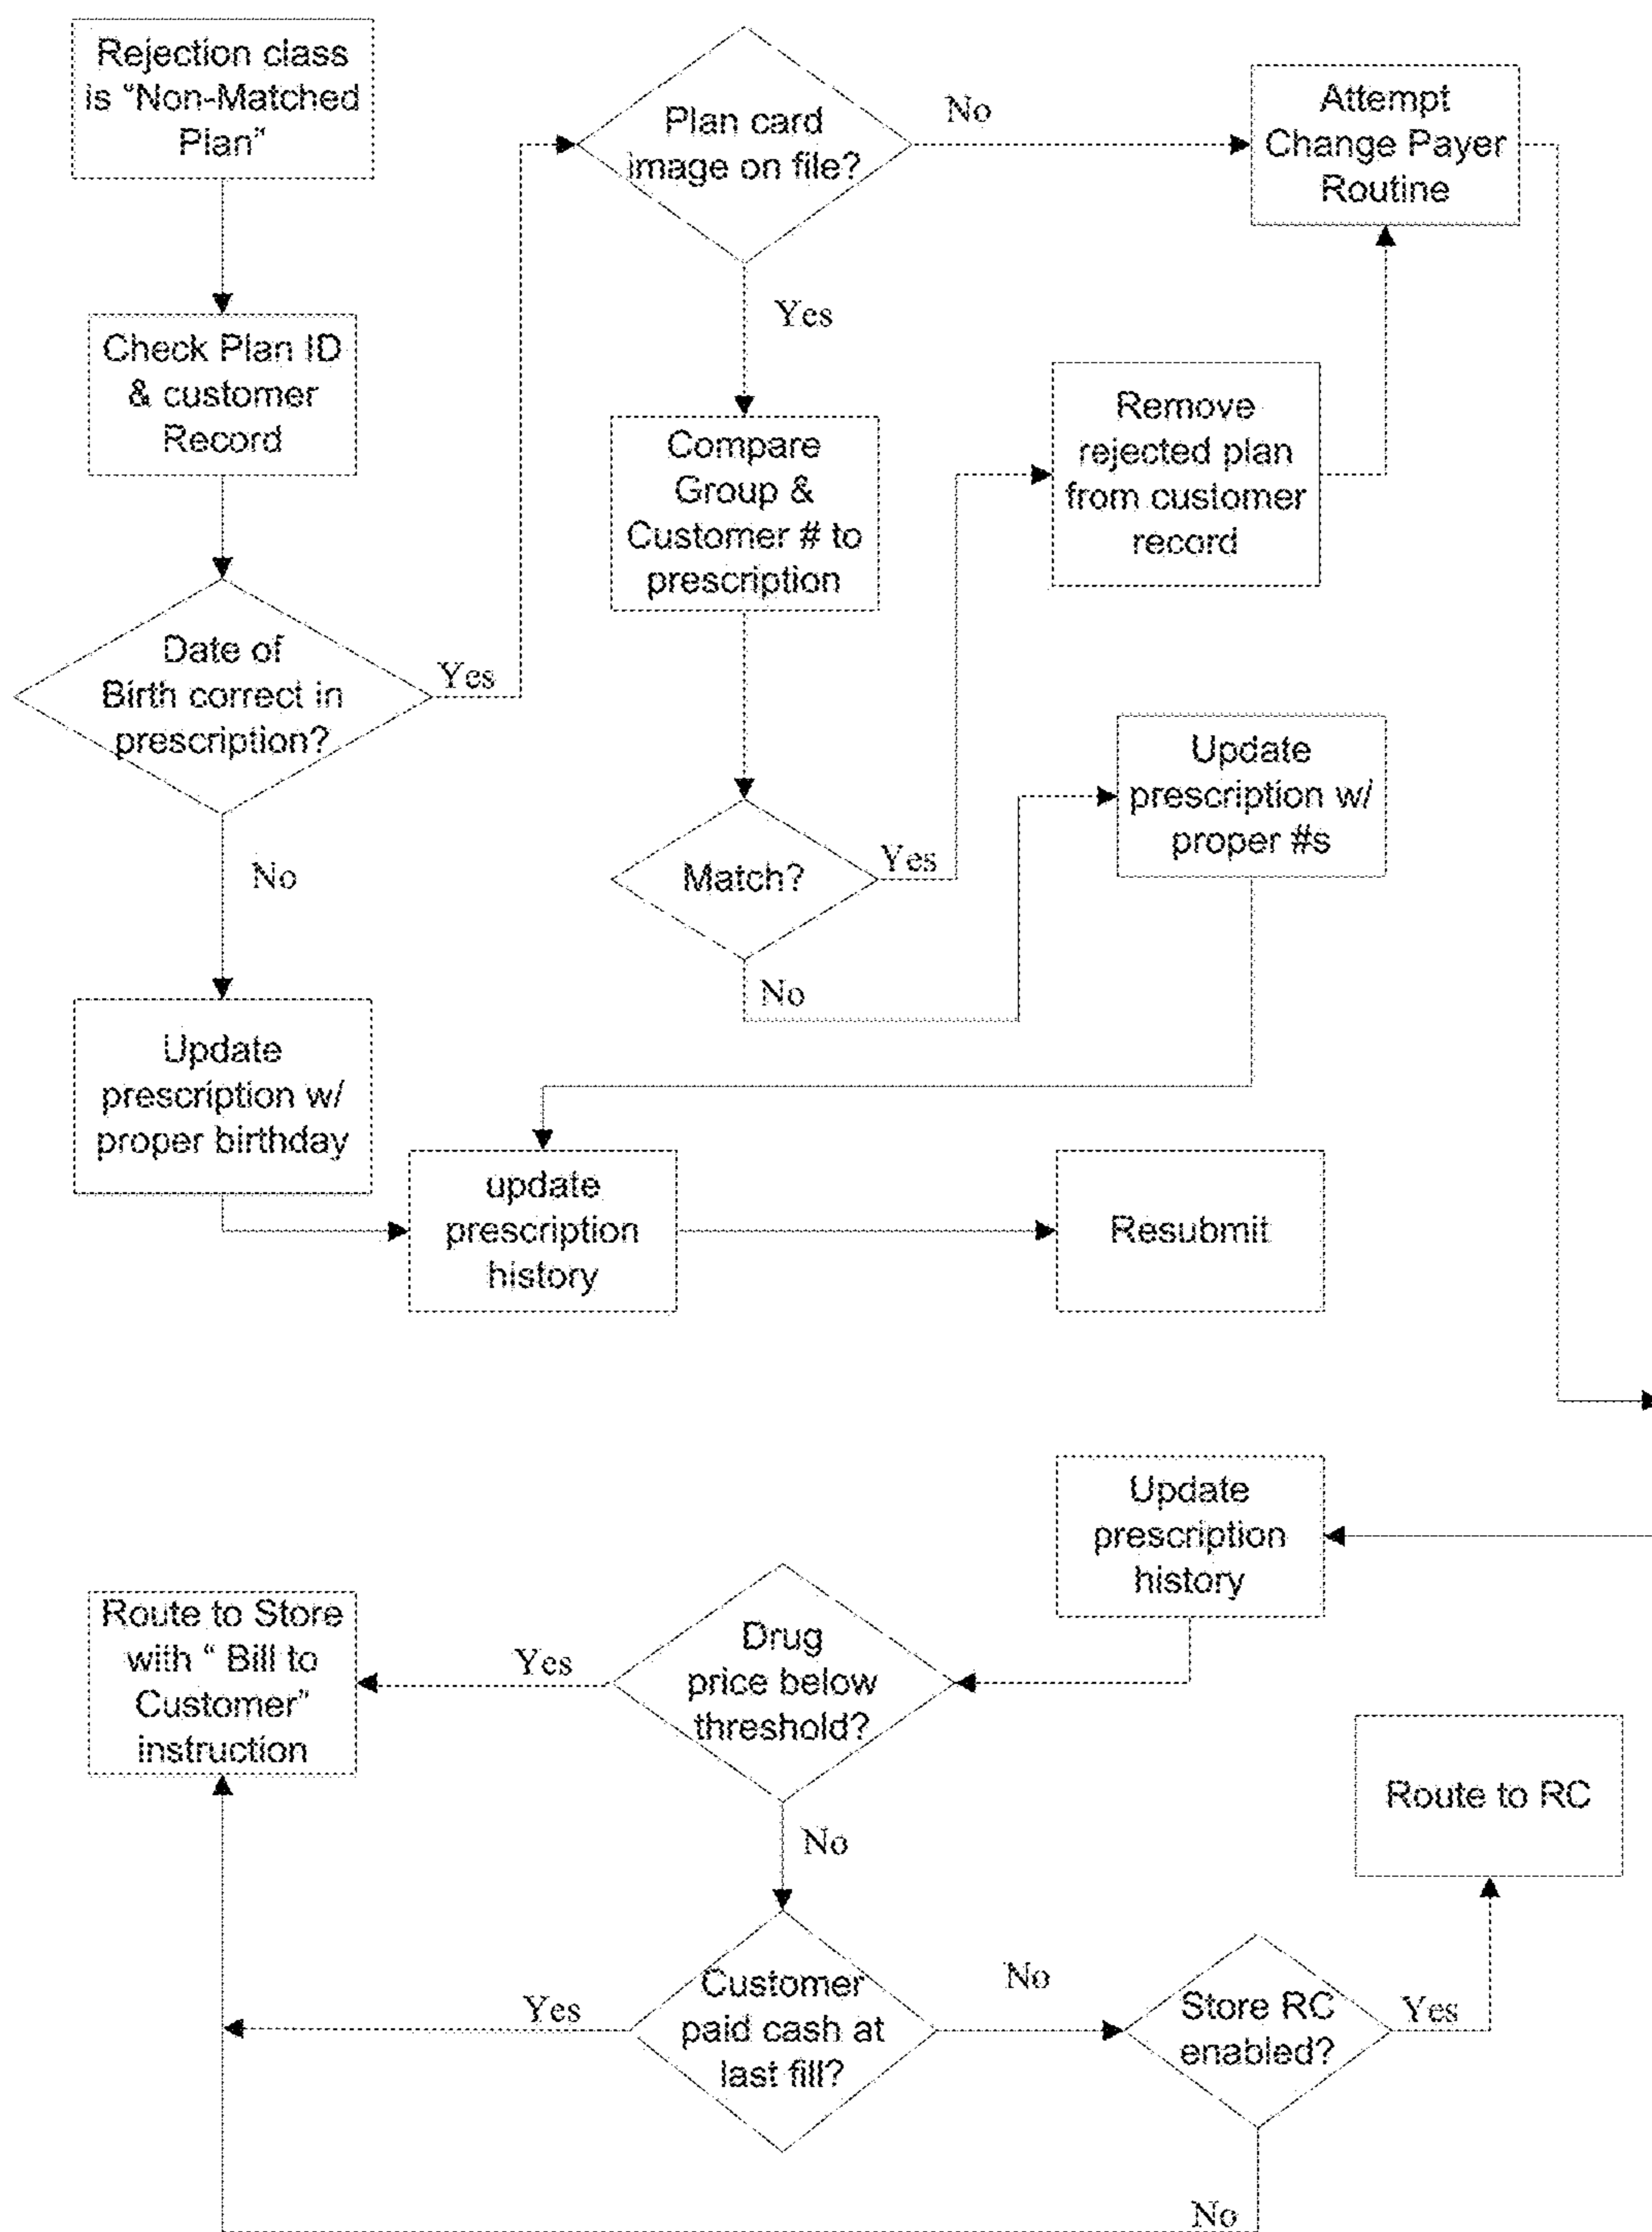 Rejection class
is "Non-Matched
Plan"
Check Plan ID
& customer
Record
Date of
Birth correct in
prescription?
Yes
No
Update
prescription w/
proper birthday
Plan card
image on file?
No
Yes
Attempt
Change Payer
Routine
Compare
Group &
Customer # to
prescription
Remove
rejected plan
from customer
record
Match?
Yes
No
Update
prescription w/
proper #s
update
prescription
history
Resubmit
Update
prescription
history
Drug
price below
threshold?
Yes
No
Route to Store
with " Bill to
Customer"
instruction
Customer
paid cash at
last fill?
Yes
No
Store RC
enabled?
Yes
No
Route to RC